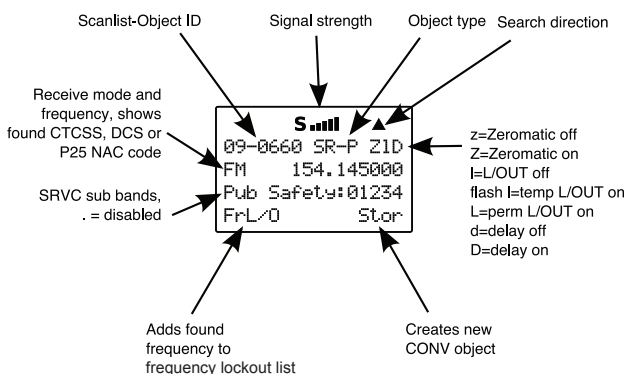 Scanlist-Object ID
Signal strength
Object type
Search direction
Receive mode and
frequency, shows
found CTCSS, DCS or
P25 NAC code
SRVC sub bands,
. = disabled
S
09-0660 SR-P ZlD
FM 154.145000
Pub Safety:01234
FrL/O Stor
z=Zeromatic off
Z=Zeromatic on
l=L/OUT off
flash l=temp L/OUT on
L=perm L/OUT on
d=delay off
D=delay on
Adds found
frequency to
frequency lockout list
Creates new
CONV object